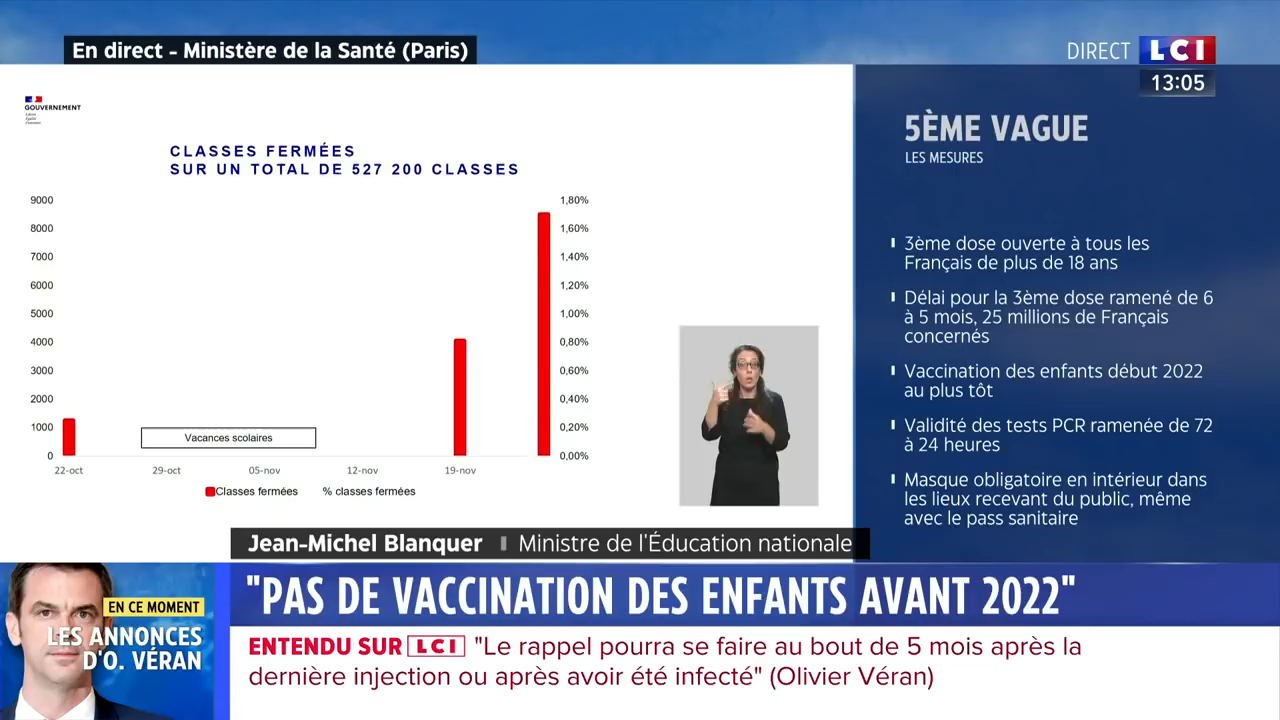 En direct - Ministère de la Santé (Paris)
DIRECT LCI
13:05
GOUVERNEMENT
CLASSES FERMÉES
SUR UN TOTAL DE 527 200 CLASSES
9000
8000
7000
6000
5000
4000
3000
2000
1000
0
1,80%
1,60%
1,40%
1,20%
1,00%
0,80%
0,60%
0,40%
0,20%
0,00%
Vacances scolaires
22-oct 29-oct 05-nov 12-nov 19-nov
Classes fermées % classes fermées
5ÈME VAGUE
LES MESURES
3ème dose ouverte à tous les
Français de plus de 18 ans
Délai pour la 3ème dose ramené de 6
à 5 mois, 25 millions de Français
concernés
Vaccination des enfants début 2022
au plus tôt
Validité des tests PCR ramenée de 72
à 24 heures
Masque obligatoire en intérieur dans
les lieux recevant du public, même
avec le pass sanitaire
Jean-Michel Blanquer Ministre de l'Éducation nationale
"PAS DE VACCINATION DES ENFANTS AVANT 2022"
EN CE MOMENT
LES ANNONCES
D'O. VÉRAN
ENTENDU SUR LCI "Le rappel pourra se faire au bout de 5 mois après la
dernière injection ou après avoir été infecté" (Olivier Véran)